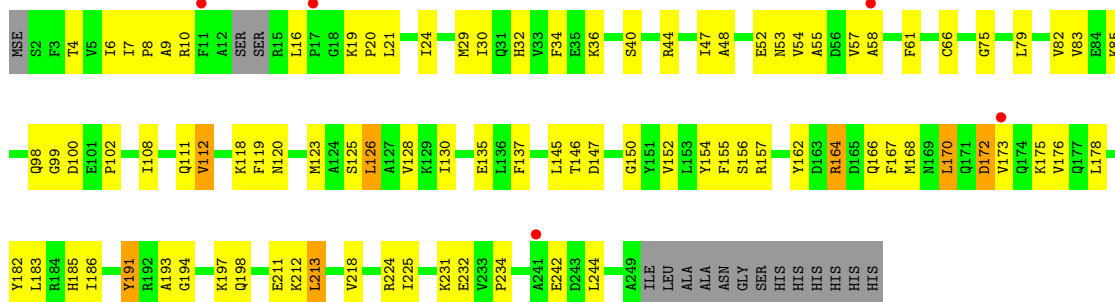 MSE S2 F3 T4 V5 I6 I7 P8 A9 R10 F11 A12 SER SER R15 L16 P17 G18 K19 P20 L21 I24 M29 I30 Q31 H32 V33 F34 E35 K36 S40 R44 I47 A48 E52 N53 V54 A55 D56 V57 A58 F61 C66 G75 L79 V82 V83 E84 K85
Q98 G99 D100 E101 P102 I108 Q111 V112 K118 F119 N120 M123 A124 S125 L126 A127 V128 K129 I130 E135 L136 F137 L145 T146 D147 G150 Y151 V152 L153 Y154 F155 S156 R157 Y162 D163 R164 D165 Q166 F167 M168 N169 L170 Q171 D172 V173 Q174 K175 V176 Q177 L178
Y182 L183 R184 H185 I186 Y191 R192 A193 G194 K197 Q198 E211 K212 L213 V218 R224 I225 K231 E232 V233 P234 A241 E242 D243 L244 A249 ILE LEU ALA ALA ASN GLY SER HIS HIS HIS HIS HIS HIS